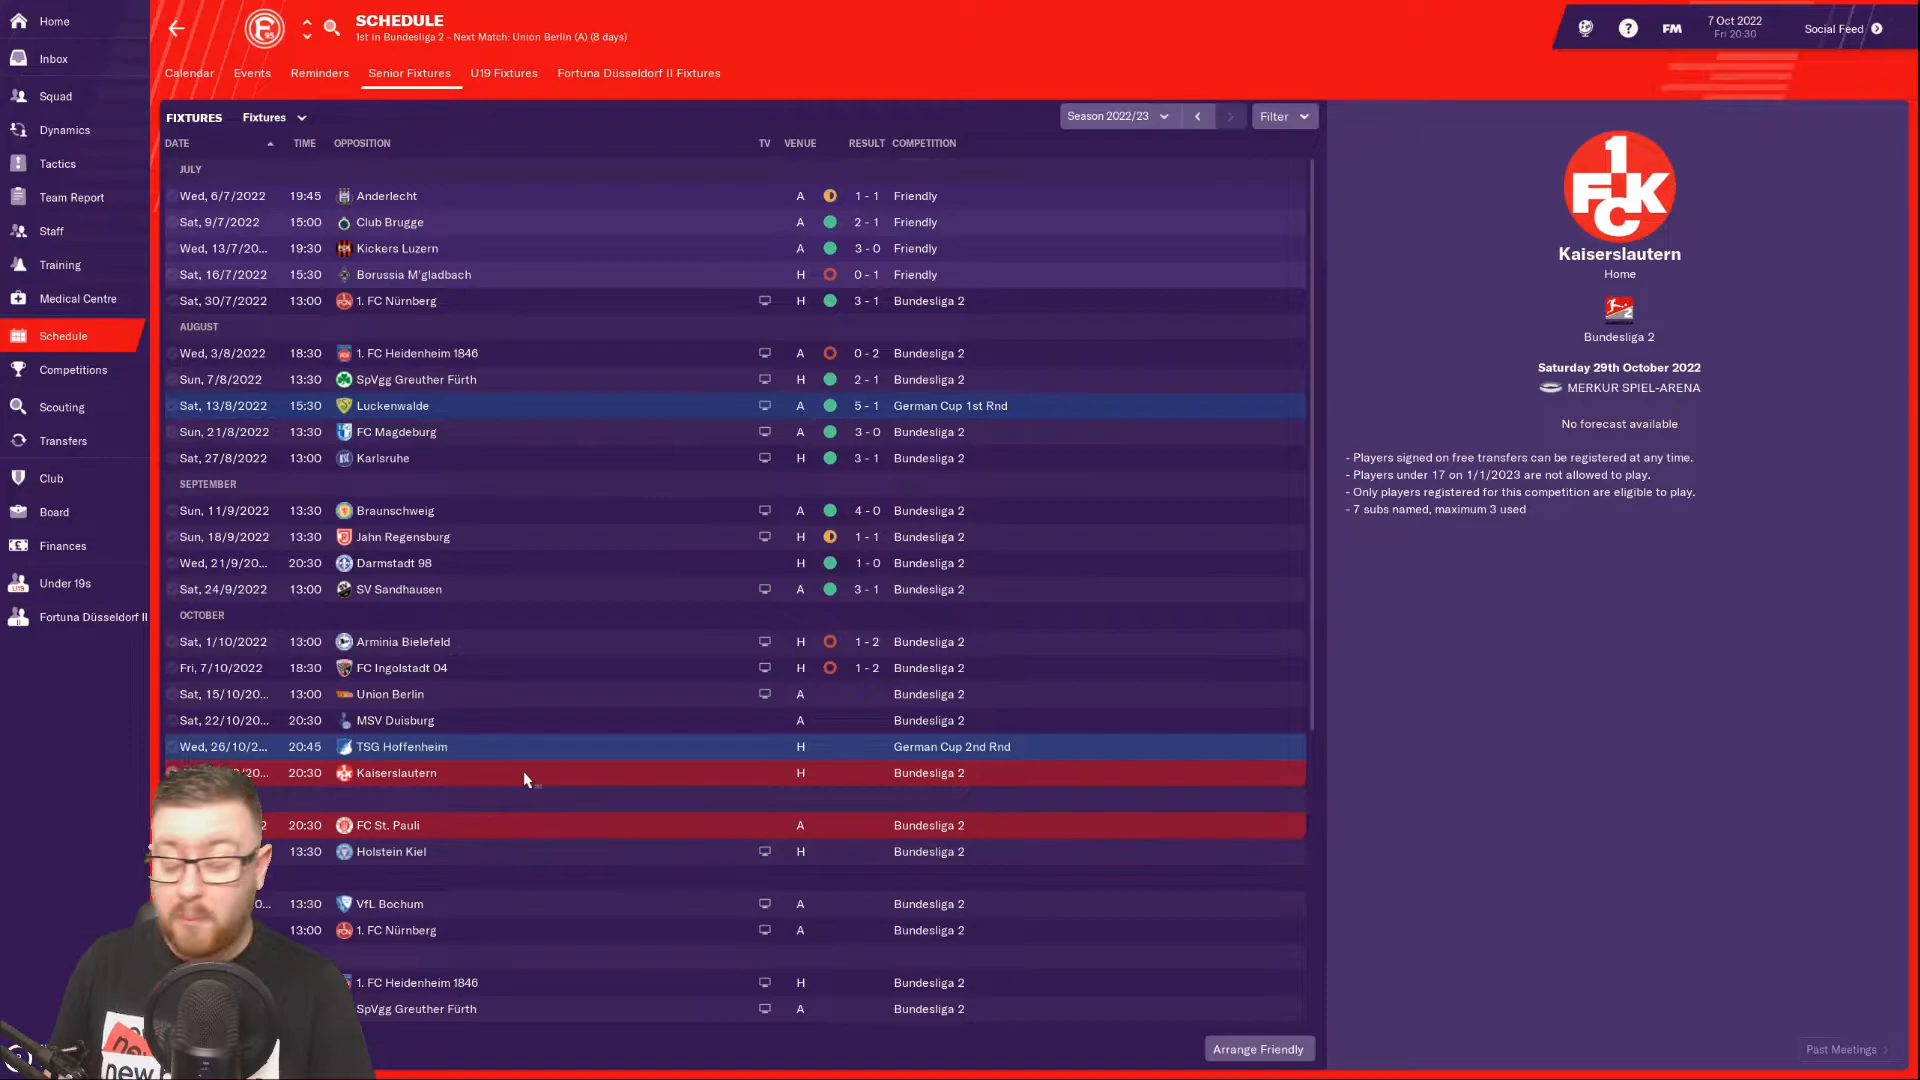 Home
Inbox
Squad
Dynamics
Tactics
Team Report
Staff
Training
Medical Centre
Schedule
Competitions
Scouting
Transfers
Club
Board
Finances
Under 19s
Fortuna Düsseldorf II
SCHEDULE
1st in Bundesliga 2 - Next Match: Union Berlin (A) (8 days)
FM
7 Oct 2022
Fri 20:30
Social Feed
Calendar Events Reminders Senior Fixtures U19 Fixtures Fortuna Düsseldorf II Fixtures
FIXTURES Fixtures Season 2022/23 Filter
DATE TIME OPPOSITION TV VENUE RESULT COMPETITION
JULY
Wed, 6/7/2022 19:45 Anderlecht A 1 - 1 Friendly
Sat, 9/7/2022 15:00 Club Brugge A 2 - 1 Friendly
Wed, 13/7/20... 19:30 Kickers Luzern A 3 - 0 Friendly
Sat, 16/7/2022 15:30 Borussia M'gladbach H 0 - 1 Friendly
Sat, 30/7/2022 13:00 1. FC Nürnberg H 3 - 1 Bundesliga 2
AUGUST
Wed, 3/8/2022 18:30 1. FC Heidenheim 1846 A 0 - 2 Bundesliga 2
Sun, 7/8/2022 13:30 SpVgg Greuther Fürth H 2 - 1 Bundesliga 2
Sat, 13/8/2022 15:30 Luckenwalde A 5 - 1 German Cup 1st Rnd
Sun, 21/8/2022 13:30 FC Magdeburg A 3 - 0 Bundesliga 2
Sat, 27/8/2022 13:00 Karlsruhe H 3 - 1 Bundesliga 2
SEPTEMBER
Sun, 11/9/2022 13:30 Braunschweig A 4 - 0 Bundesliga 2
Sun, 18/9/2022 13:30 Jahn Regensburg H 1 - 1 Bundesliga 2
Wed, 21/9/20... 20:30 Darmstadt 98 H 1 - 0 Bundesliga 2
Sat, 24/9/2022 13:00 SV Sandhausen A 3 - 1 Bundesliga 2
OCTOBER
Sat, 1/10/2022 13:00 Arminia Bielefeld H 1 - 2 Bundesliga 2
Fri, 7/10/2022 18:30 FC Ingolstadt 04 H 1 - 2 Bundesliga 2
Sat, 15/10/20... 13:00 Union Berlin A Bundesliga 2
Sat, 22/10/20... 20:30 MSV Duisburg A Bundesliga 2
Wed, 26/10/2... 20:45 TSG Hoffenheim H German Cup 2nd Rnd
20:30 Kaiserslautern H Bundesliga 2
20:30 FC St. Pauli A Bundesliga 2
13:30 Holstein Kiel H Bundesliga 2
13:30 VfL Bochum A Bundesliga 2
13:00 1. FC Nürnberg A Bundesliga 2
1. FC Heidenheim 1846 H Bundesliga 2
SpVgg Greuther Fürth A Bundesliga 2
Arrange Friendly
1
FCK
Kaiserslautern
Home
Bundesliga 2
Saturday 29th October 2022
MERKUR SPIEL-ARENA
No forecast available
- Players signed on free transfers can be registered at any time.
- Players under 17 on 1/1/2023 are not allowed to play.
- Only players registered for this competition are eligible to play.
- 7 subs named, maximum 3 used
Past Meetings
new